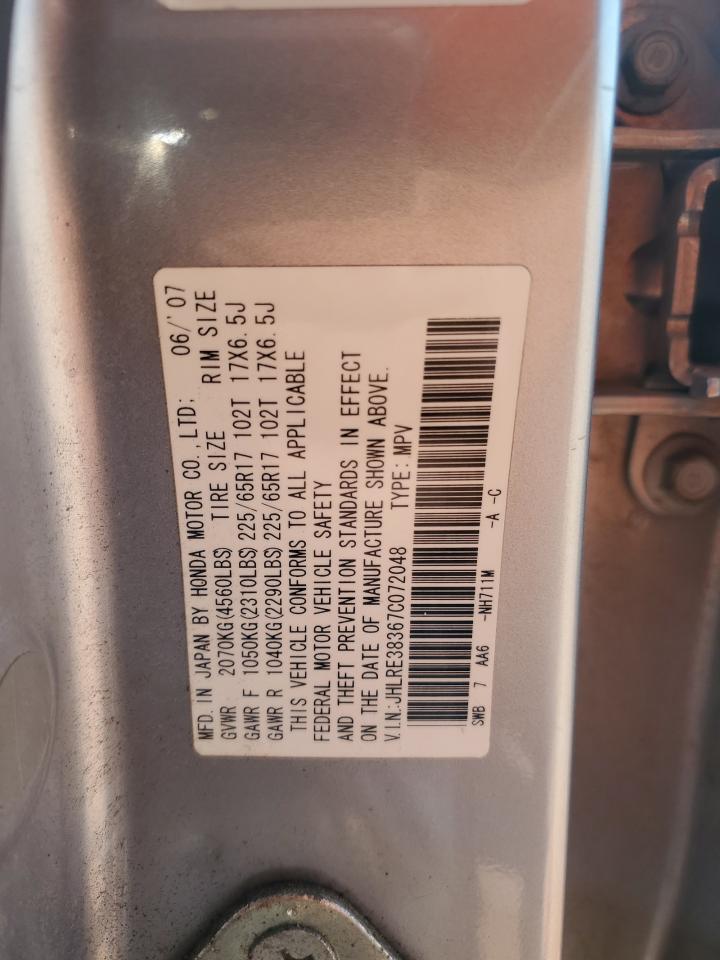 MFD. IN JAPAN BY HONDA MOTOR CO.,LTD; 06/'07
GVWR 2070KG(4560LBS) TIRE SIZE RIM SIZE
GAWR F 1050KG(2310LBS) 225/65R17 102T 17X6.5J
GAWR R 1040KG(2290LBS) 225/65R17 102T 17X6.5J
THIS VEHICLE CONFORMS TO ALL APPLICABLE
FEDERAL MOTOR VEHICLE SAFETY
AND THEFT PREVENTION STANDARDS IN EFFECT
ON THE DATE OF MANUFACTURE SHOWN ABOVE.
V.I.N.:JHLRE38367C072048 TYPE: MPV
SWB 7 AA6 -NH711M -A -C